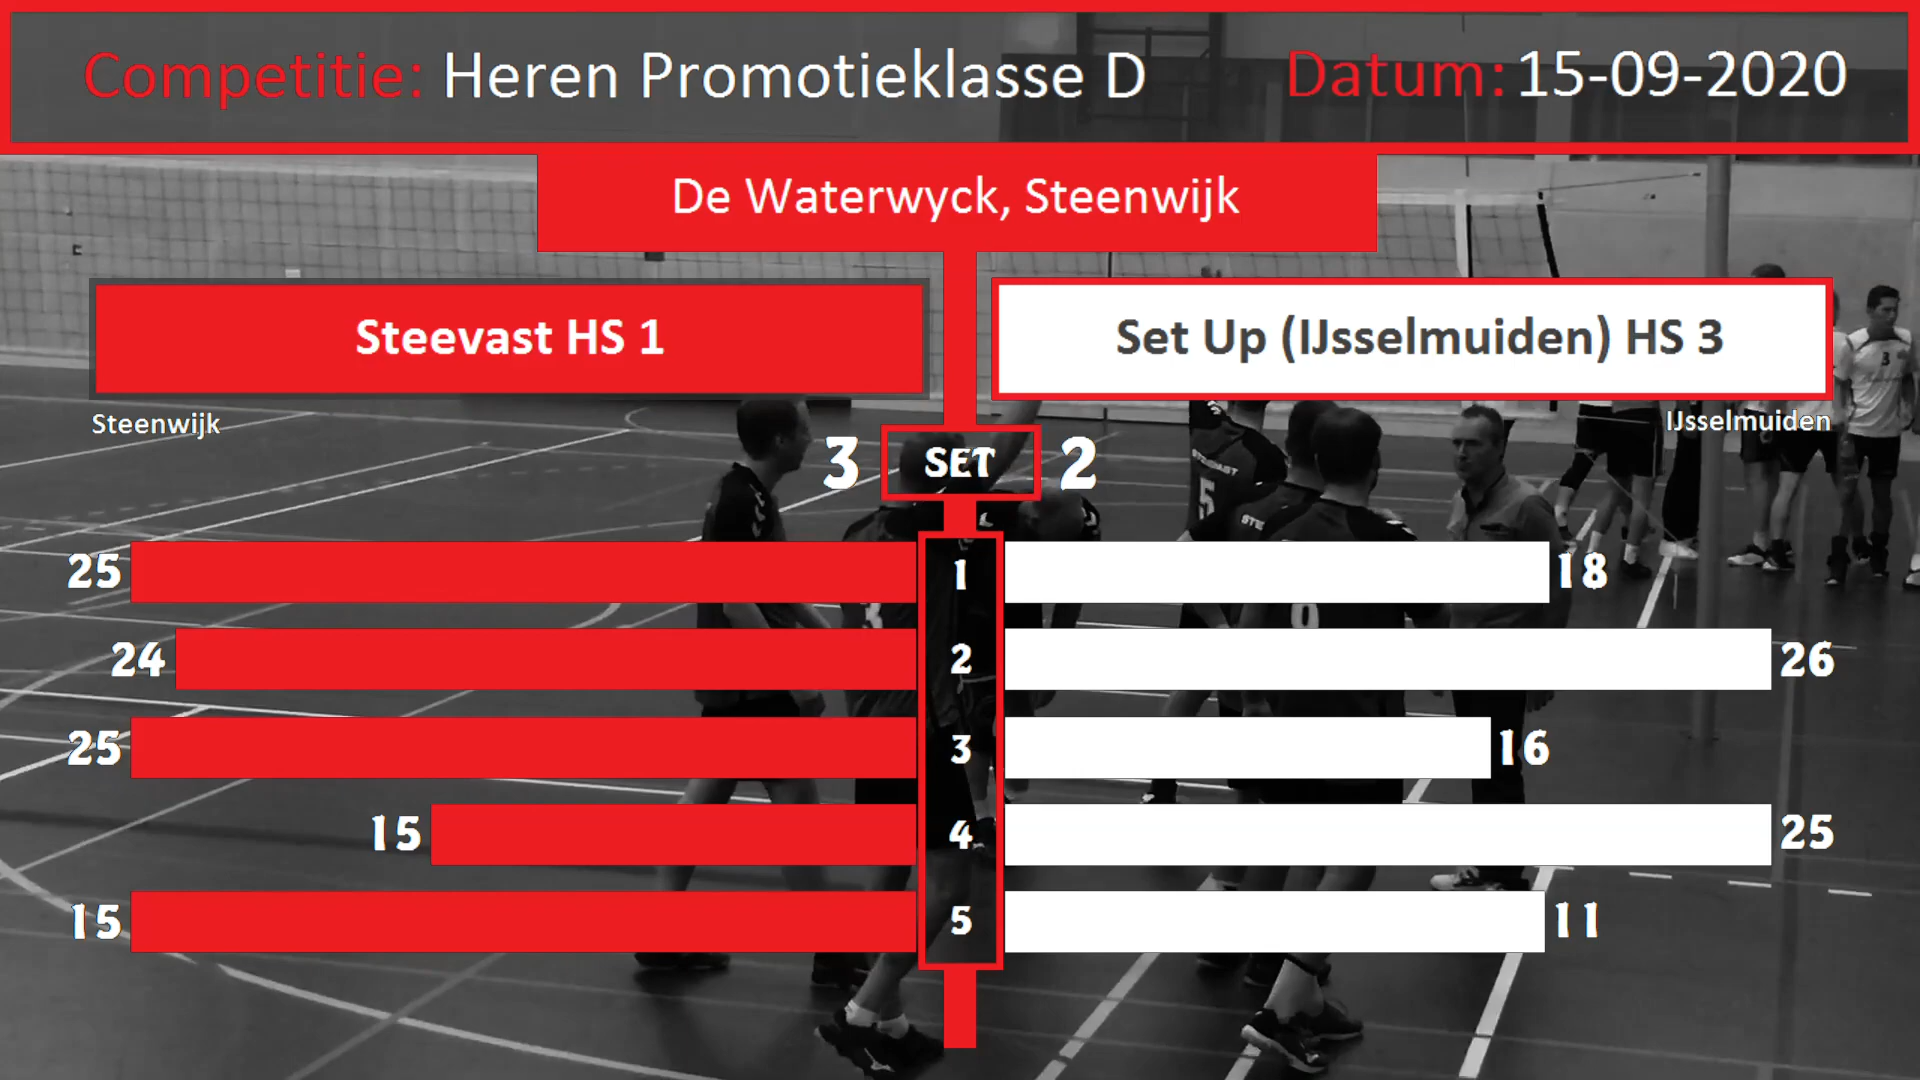 Competitie: Heren Promotieklasse D Datum: 15-09-2020
De Waterwyck, Steenwijk
Steevast HS 1 Set Up (IJsselmuiden) HS 3
Steenwijk IJsselmuiden
3 SET 2
25 1 18
24 2 26
25 3 16
15 4 25
15 5 11